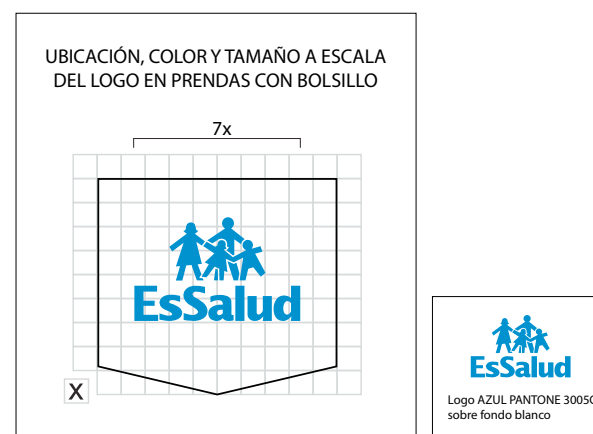 UBICACIÓN, COLOR Y TAMAÑO A ESCALA
DEL LOGO EN PRENDAS CON BOLSILLO
7x
EsSalud
X
EsSalud
Logo AZUL PANTONE 3005C
sobre fondo blanco